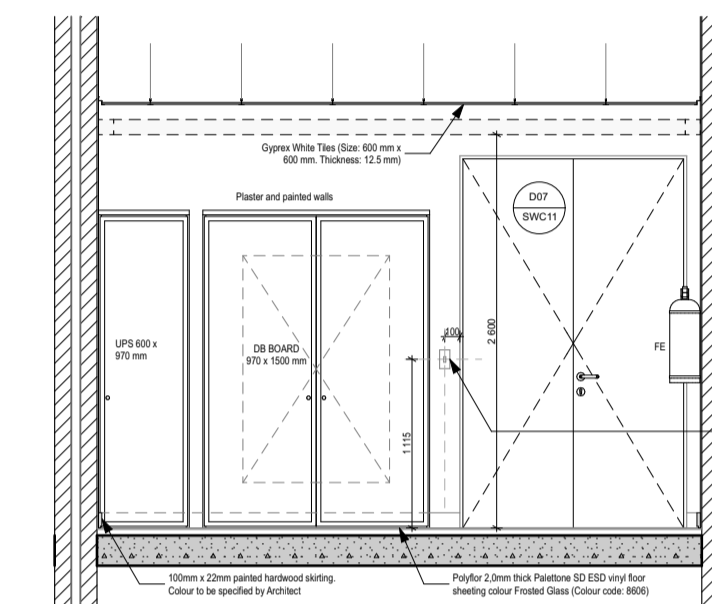 Gyprex White Tiles (Size: 600 mm x
600 mm. Thickness: 12.5 mm)
Plaster and painted walls
D07
SWC11
UPS 600 x
970 mm
DB BOARD
970 x 1500 mm
100
2 600
FE
1 115
100mm x 22mm painted hardwood skirting.
Colour to be specified by Architect
Polyflor 2,0mm thick Palettone SD ESD vinyl floor
sheeting colour Frosted Glass (Colour code: 8606)